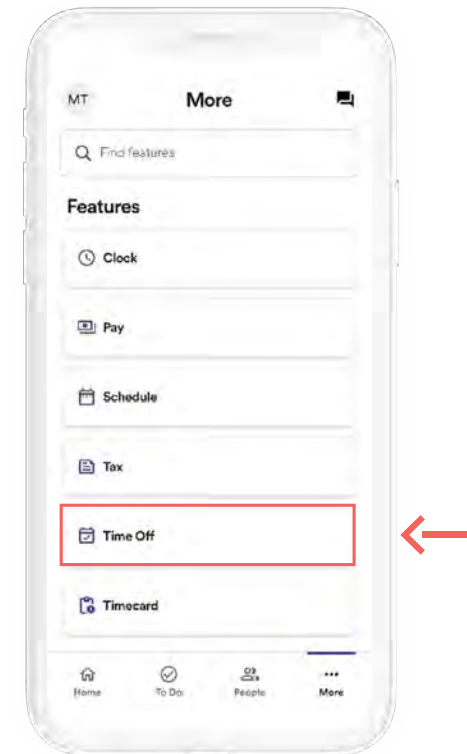 MT
More
Find features
Features
Clock
Pay
Schedule
Tax
Time Off
Timecard
Home
To Do
People
More